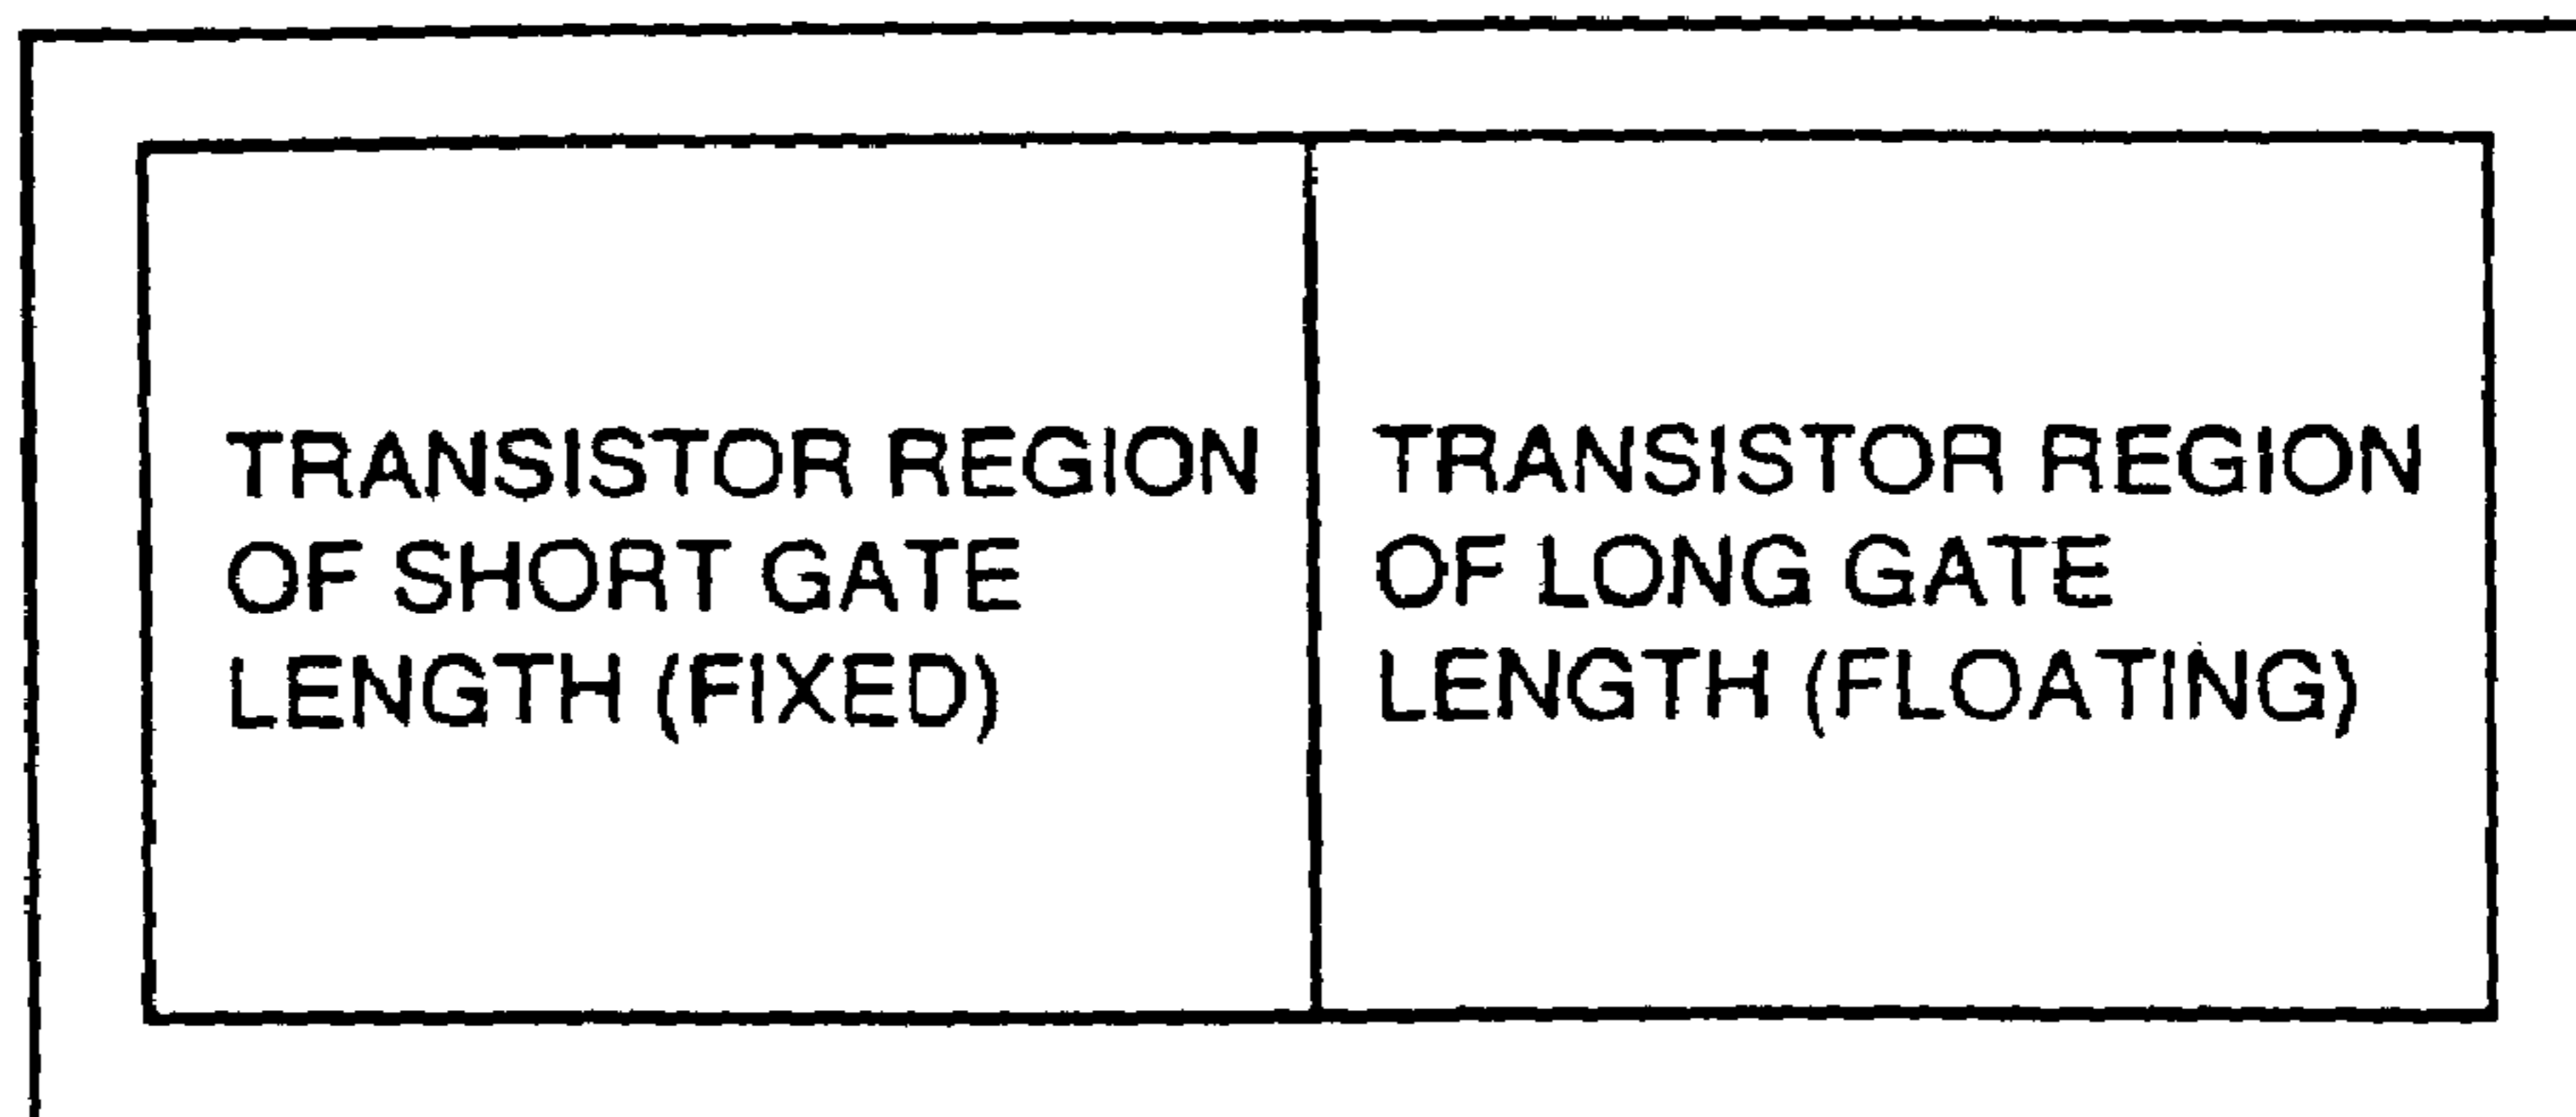 TRANSISTOR REGION
OF SHORT GATE
LENGTH (FIXED)
TRANSISTOR REGION
OF LONG GATE
LENGTH (FLOATING)